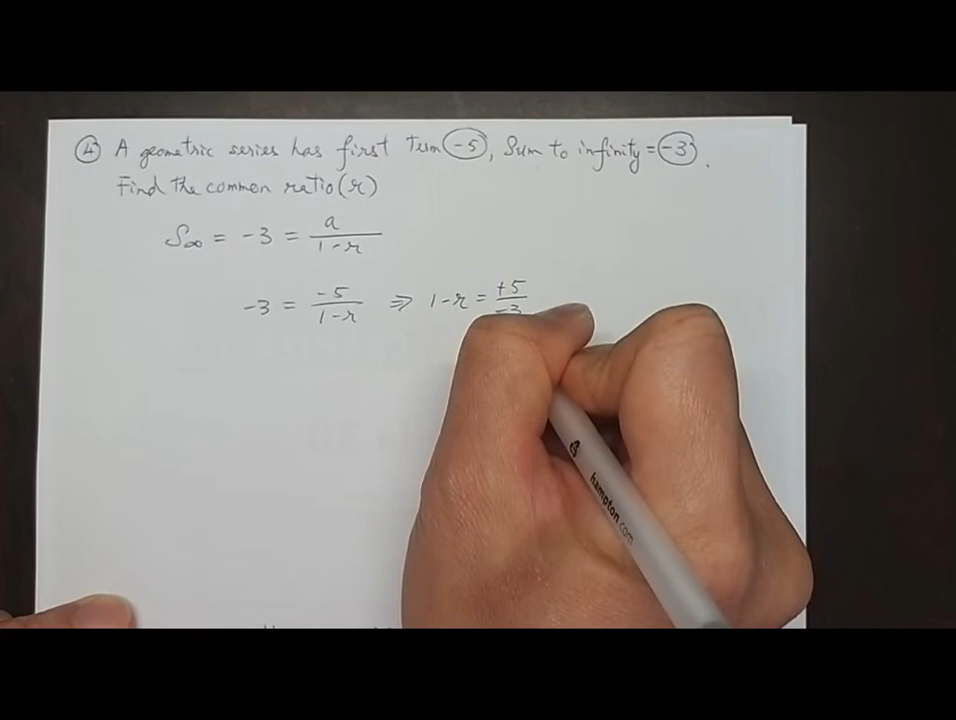 ④ A geometric series has first term -5, Sum to infinity = -3.
Find the common ratio (r)
S∞ = -3 = a/(1-r)
-3 = -5/(1-r) ⇒ 1-r = +5/-3
hampton.com